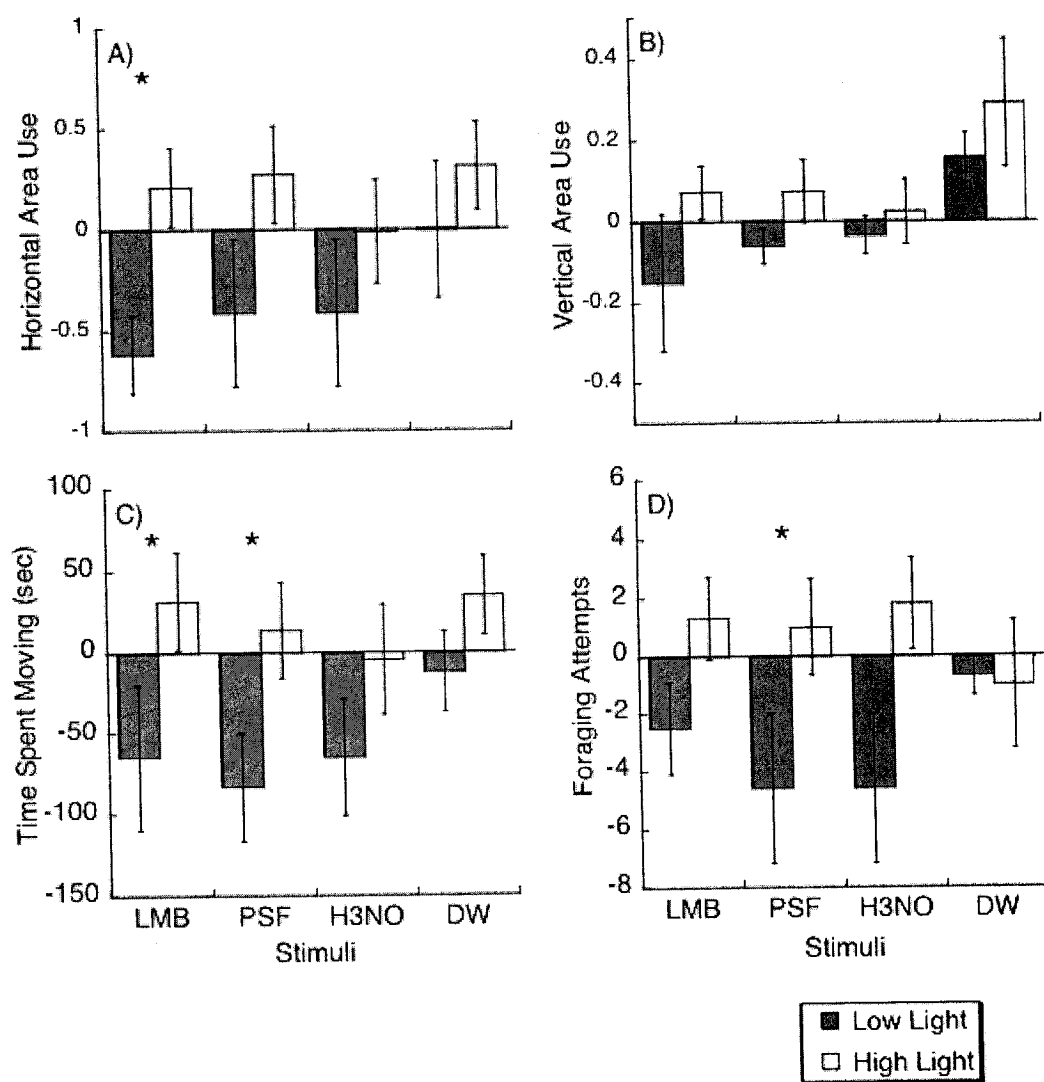 A)
*
Horizontal Area Use
1
0.5
0
-0.5
-1
B)
Vertical Area Use
0.4
0.2
0
-0.2
-0.4
C)
* *
Time Spent Moving (sec)
100
50
0
-50
-100
-150
LMB PSF H3NO DW
Stimuli
D)
*
Foraging Attempts
6
4
2
0
-2
-4
-6
-8
LMB PSF H3NO DW
Stimuli
Low Light
High Light